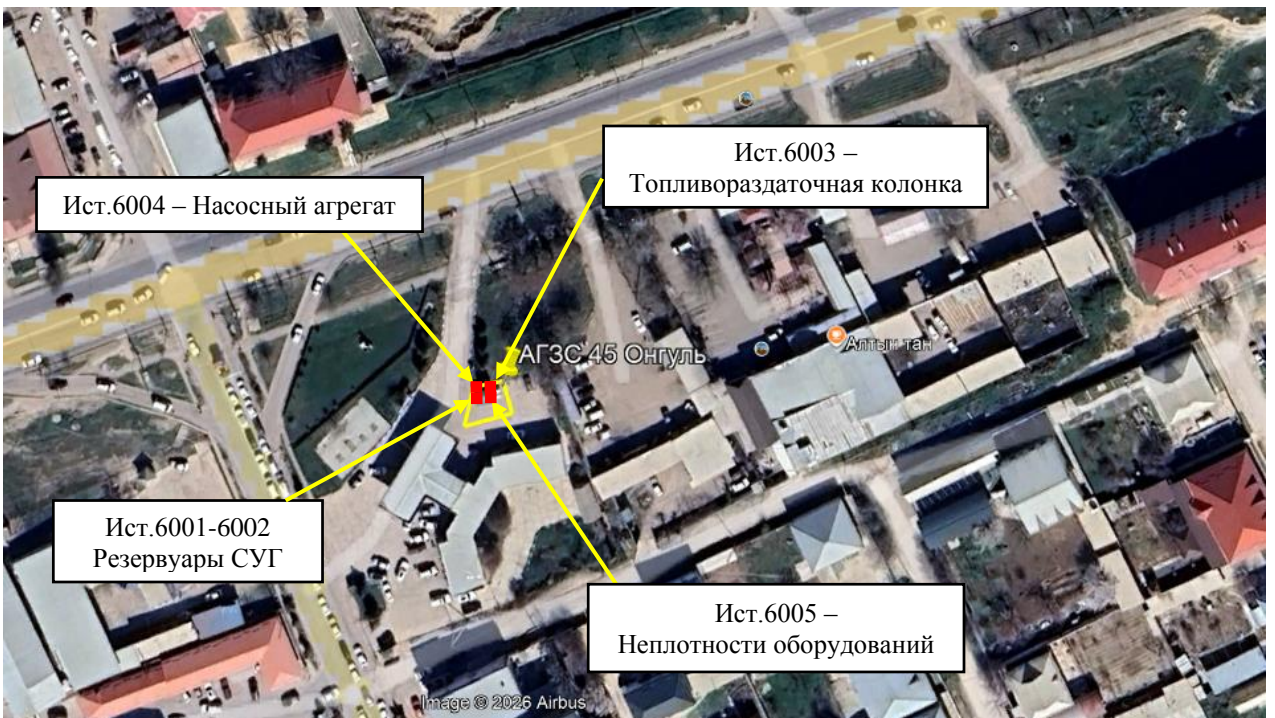 Ист.6003 –
Топливораздаточная колонка
Ист.6004 – Насосный агрегат
АГЗС 45 Онгуль
Алтын тан
Ист.6001-6002
Резервуары СУГ
Ист.6005 –
Неплотности оборудований
Image © 2026 Airbus